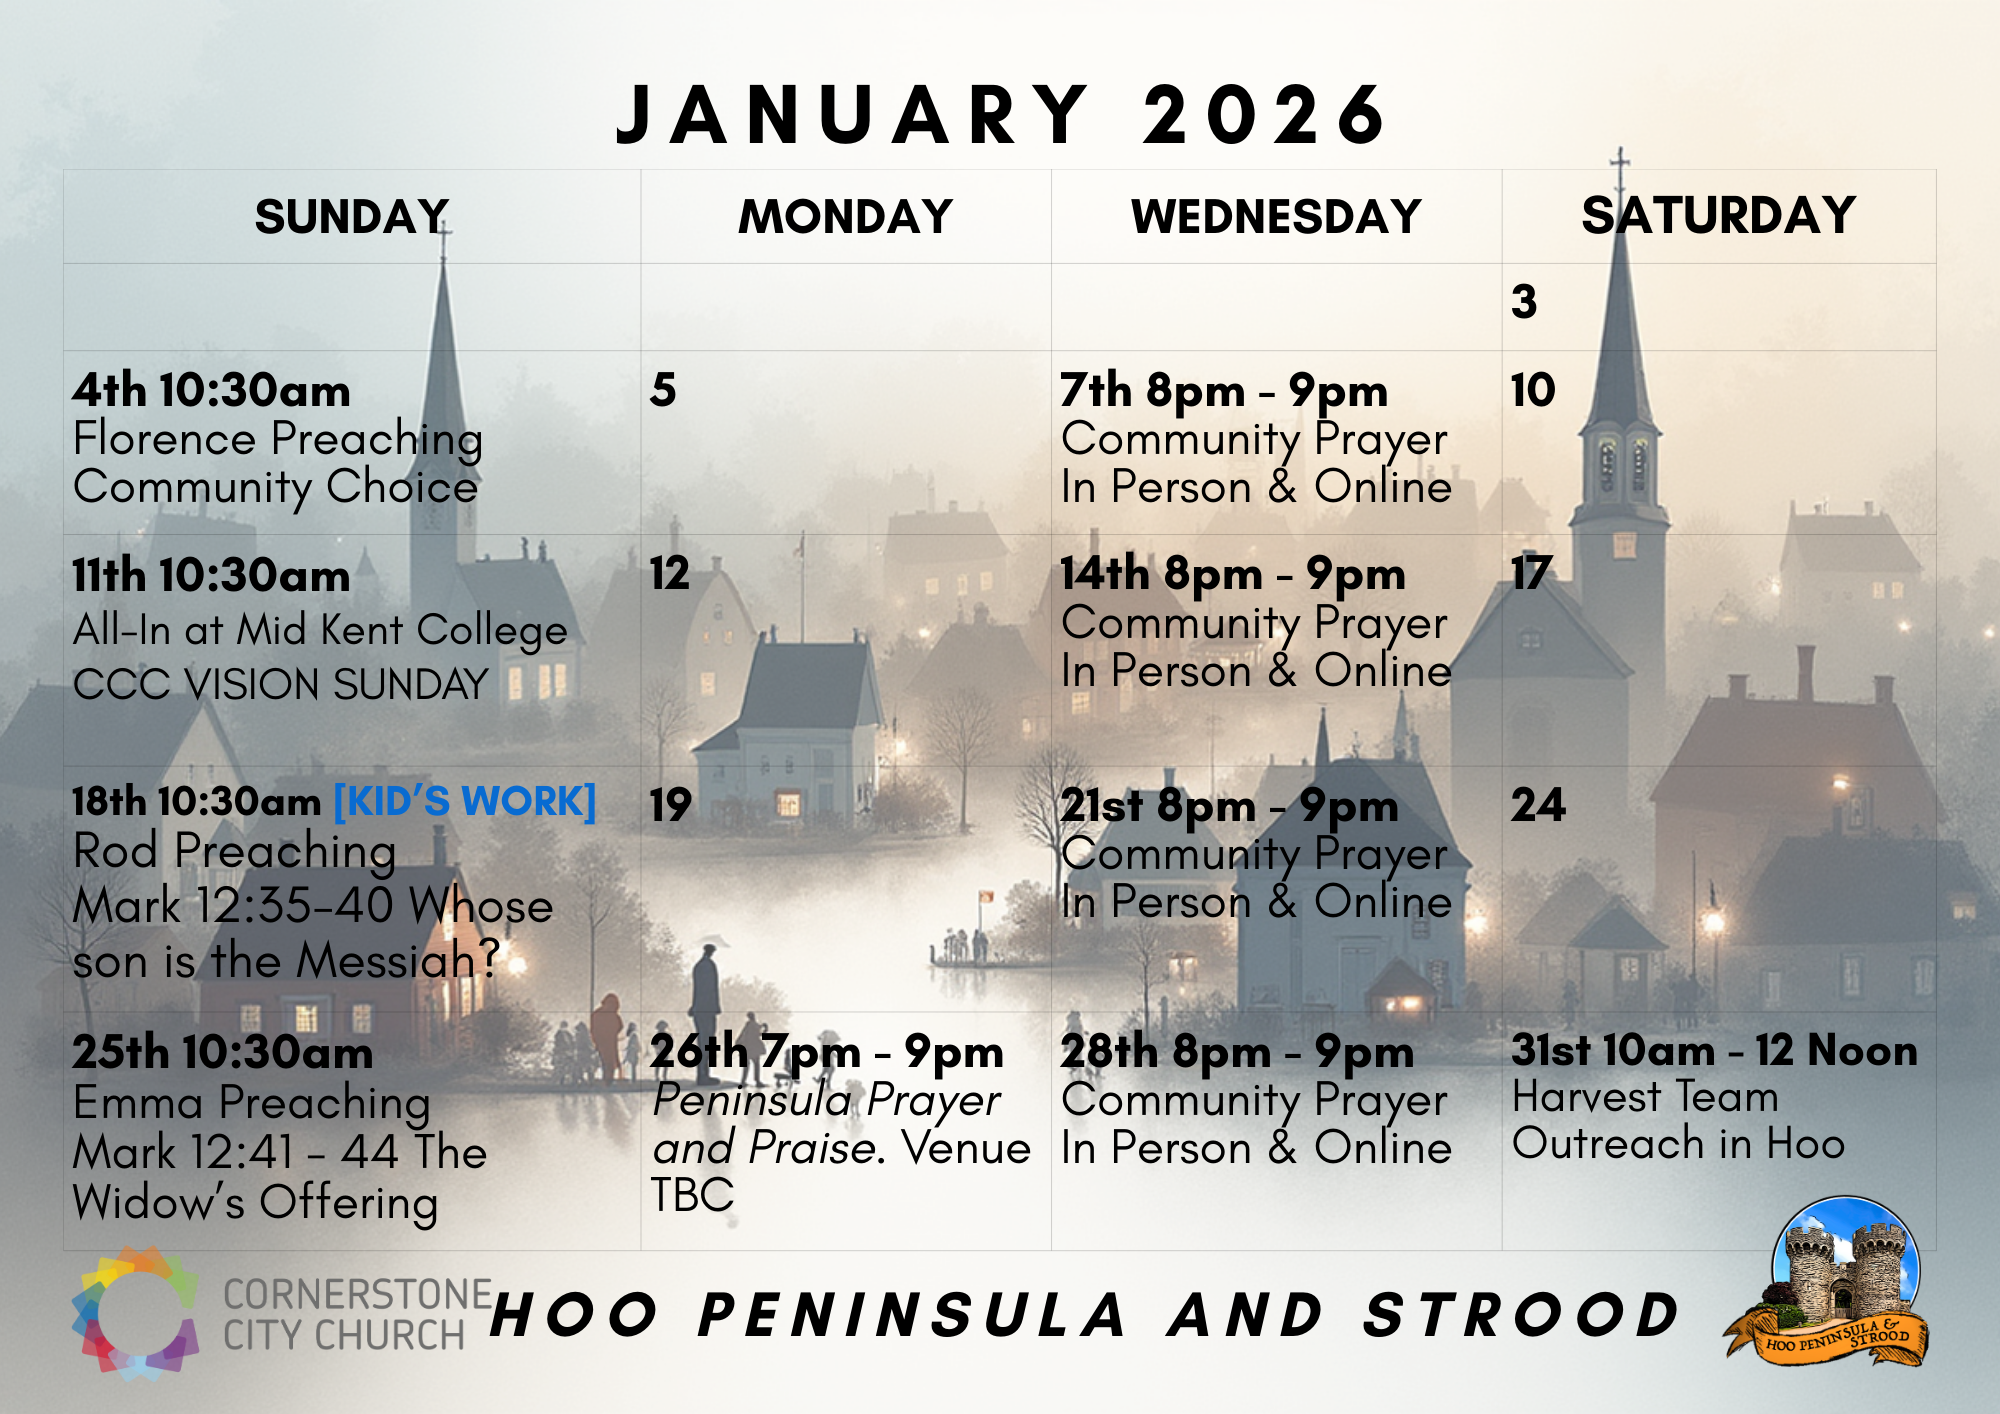 JANUARY 2026
SUNDAY
MONDAY
WEDNESDAY
SATURDAY
3
4th 10:30am
Florence Preaching
Community Choice
5
7th 8pm - 9pm
Community Prayer
In Person & Online
10
11th 10:30am
All-In at Mid Kent College
CCC VISION SUNDAY
12
14th 8pm - 9pm
Community Prayer
In Person & Online
17
18th 10:30am [KID’S WORK]
Rod Preaching
Mark 12:35-40 Whose
son is the Messiah?
19
21st 8pm - 9pm
Community Prayer
In Person & Online
24
25th 10:30am
Emma Preaching
Mark 12:41 - 44 The
Widow’s Offering
26th 7pm - 9pm
Peninsula Prayer
and Praise. Venue
TBC
28th 8pm - 9pm
Community Prayer
In Person & Online
31st 10am - 12 Noon
Harvest Team
Outreach in Hoo
CORNERSTONE
CITY CHURCH
HOO PENINSULA AND STROOD
HOO PENINSULA &
STROOD